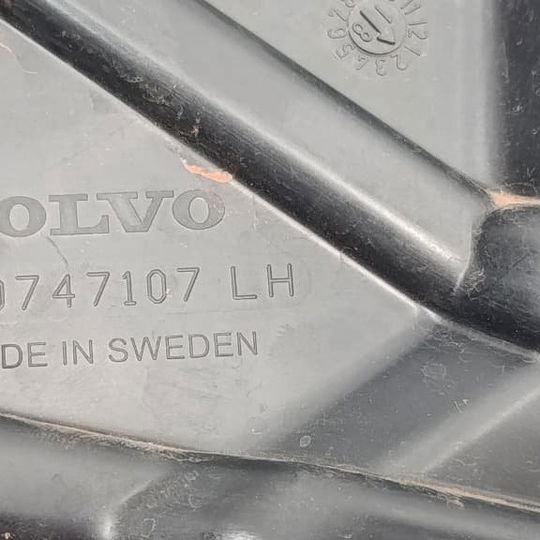 OLVO
0747107 LH
DE IN SWEDEN